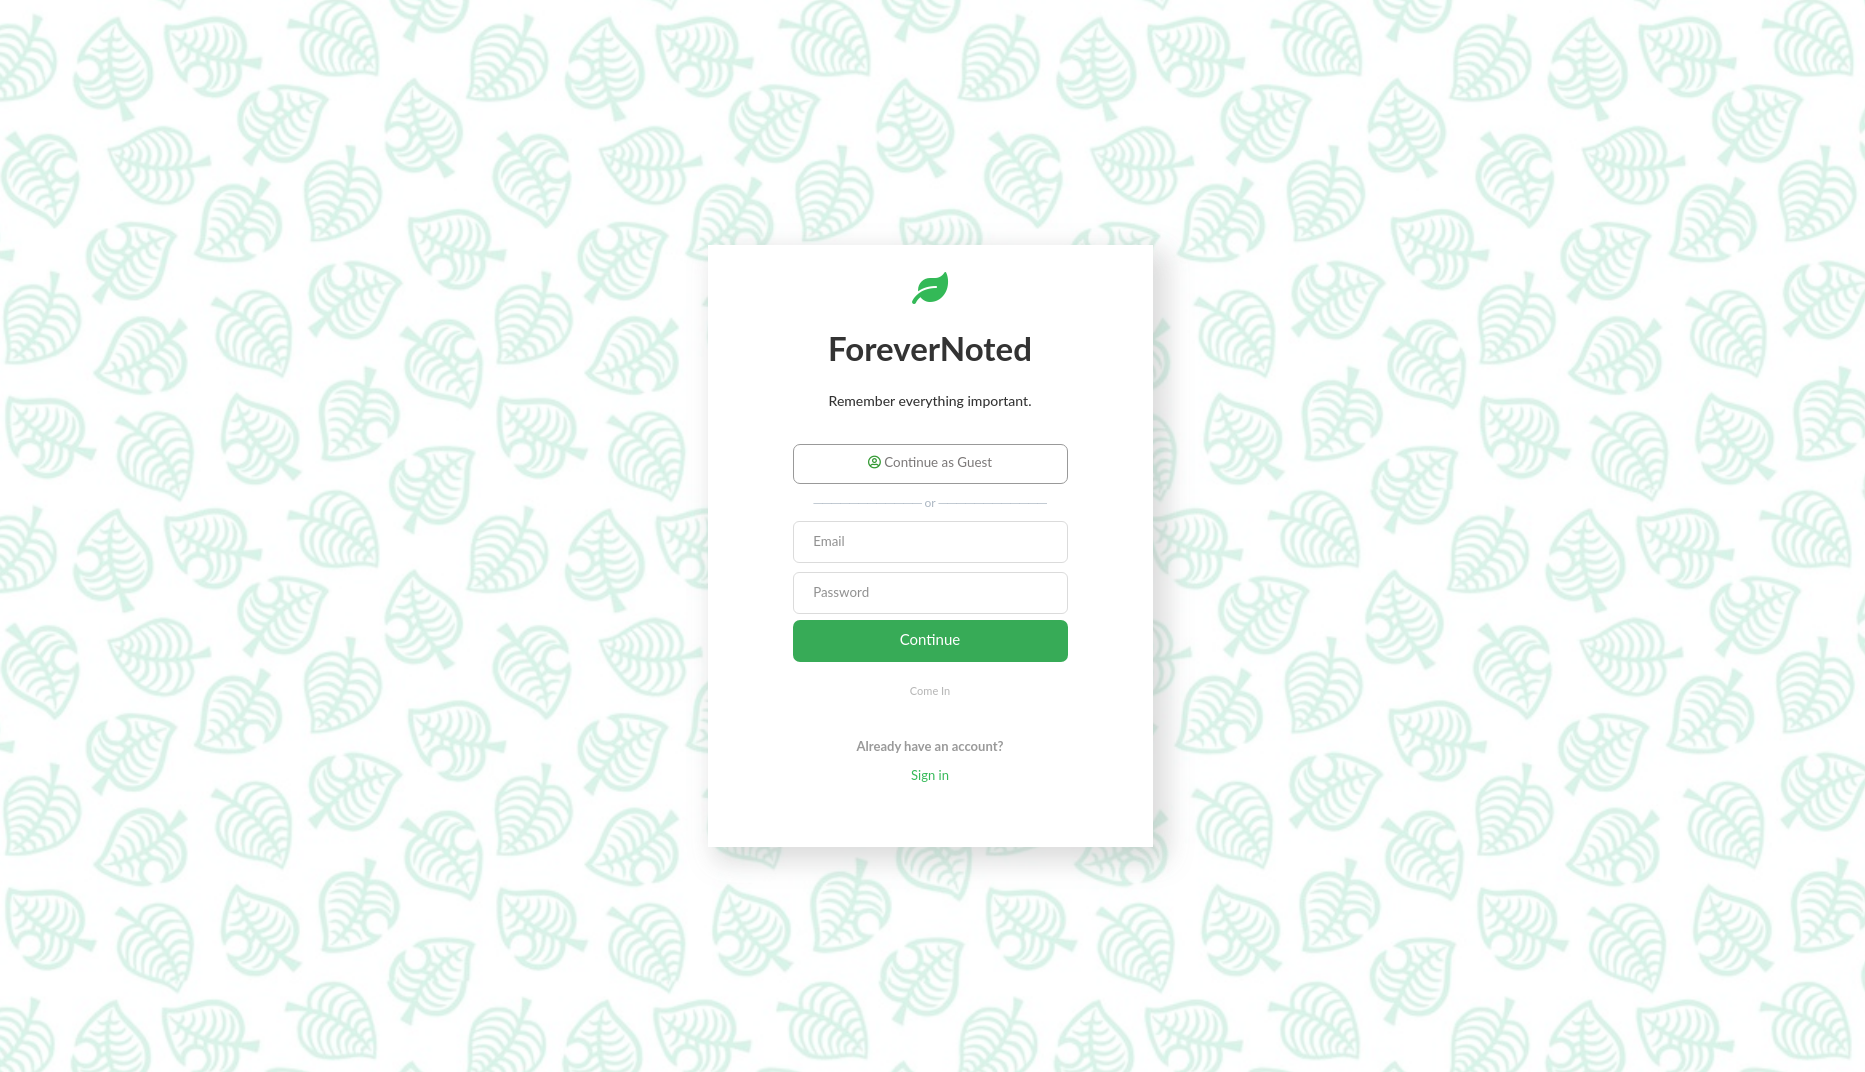 ForeverNoted
Remember everything important.
Continue as Guest
or
Email
Password
Continue
Come In
Already have an account?
Sign in